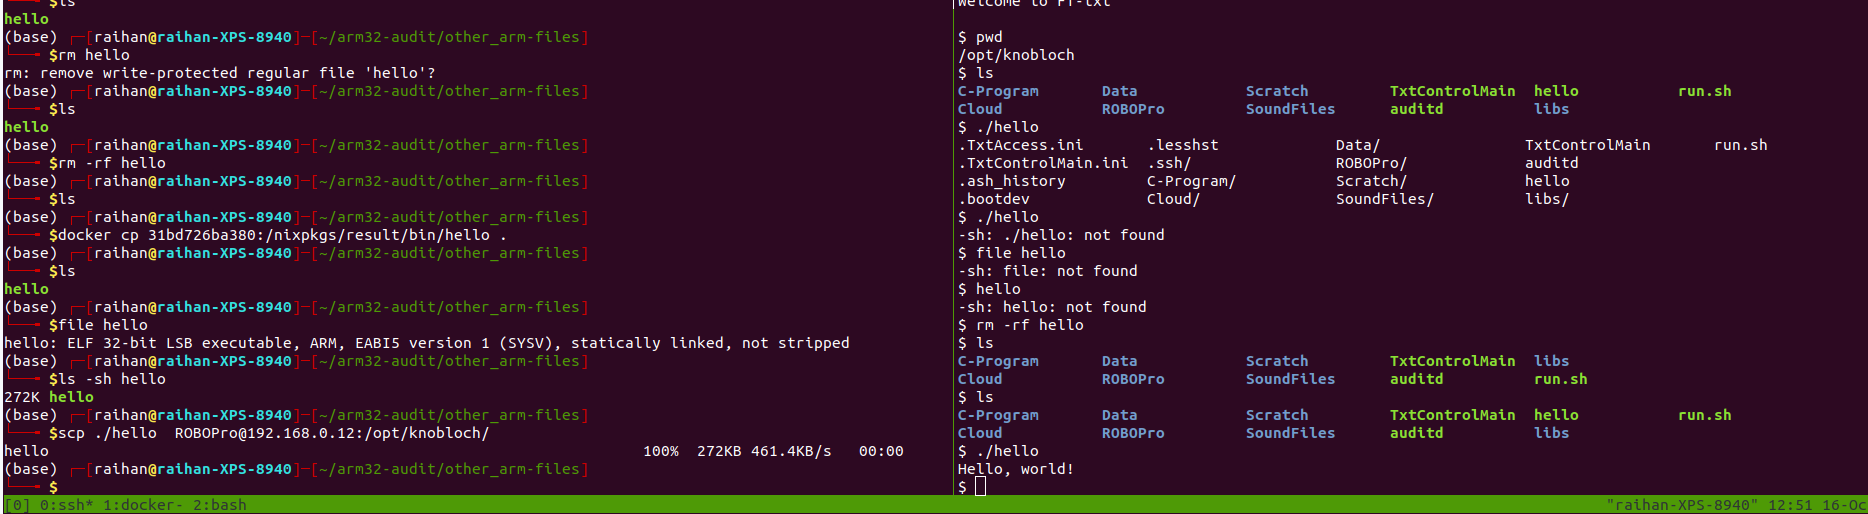 $ls
hello
(base) ┌─[raihan@raihan-XPS-8940]─[~/arm32-audit/other_arm-files]
└──╼ $rm hello
rm: remove write-protected regular file 'hello'?
(base) ┌─[raihan@raihan-XPS-8940]─[~/arm32-audit/other_arm-files]
└──╼ $ls
hello
(base) ┌─[raihan@raihan-XPS-8940]─[~/arm32-audit/other_arm-files]
└──╼ $rm -rf hello
(base) ┌─[raihan@raihan-XPS-8940]─[~/arm32-audit/other_arm-files]
└──╼ $ls
(base) ┌─[raihan@raihan-XPS-8940]─[~/arm32-audit/other_arm-files]
└──╼ $docker cp 31bd726ba380:/nixpkgs/result/bin/hello .
(base) ┌─[raihan@raihan-XPS-8940]─[~/arm32-audit/other_arm-files]
└──╼ $ls
hello
(base) ┌─[raihan@raihan-XPS-8940]─[~/arm32-audit/other_arm-files]
└──╼ $file hello
hello: ELF 32-bit LSB executable, ARM, EABI5 version 1 (SYSV), statically linked, not stripped
(base) ┌─[raihan@raihan-XPS-8940]─[~/arm32-audit/other_arm-files]
└──╼ $ls -sh hello
272K hello
(base) ┌─[raihan@raihan-XPS-8940]─[~/arm32-audit/other_arm-files]
└──╼ $scp ./hello  ROBOPro@192.168.0.12:/opt/knobloch/
hello 100% 272KB 461.4KB/s 00:00
(base) ┌─[raihan@raihan-XPS-8940]─[~/arm32-audit/other_arm-files]
└──╼ $
Welcome to FT-txt
$ pwd
/opt/knobloch
$ ls
C-Program Data Scratch TxtControlMain hello run.sh
Cloud ROBOPro SoundFiles auditd libs
$ ./hello
.TxtAccess.ini .lesshst Data/ TxtControlMain run.sh
.TxtControlMain.ini .ssh/ ROBOPro/ auditd
.ash_history C-Program/ Scratch/ hello
.bootdev Cloud/ SoundFiles/ libs/
$ ./hello
-sh: ./hello: not found
$ file hello
-sh: file: not found
$ hello
-sh: hello: not found
$ rm -rf hello
$ ls
C-Program Data Scratch TxtControlMain libs
Cloud ROBOPro SoundFiles auditd run.sh
$ ls
C-Program Data Scratch TxtControlMain hello run.sh
Cloud ROBOPro SoundFiles auditd libs
$ ./hello
Hello, world!
$
[0] 0:ssh* 1:docker- 2:bash "raihan-XPS-8940" 12:51 16-Oc